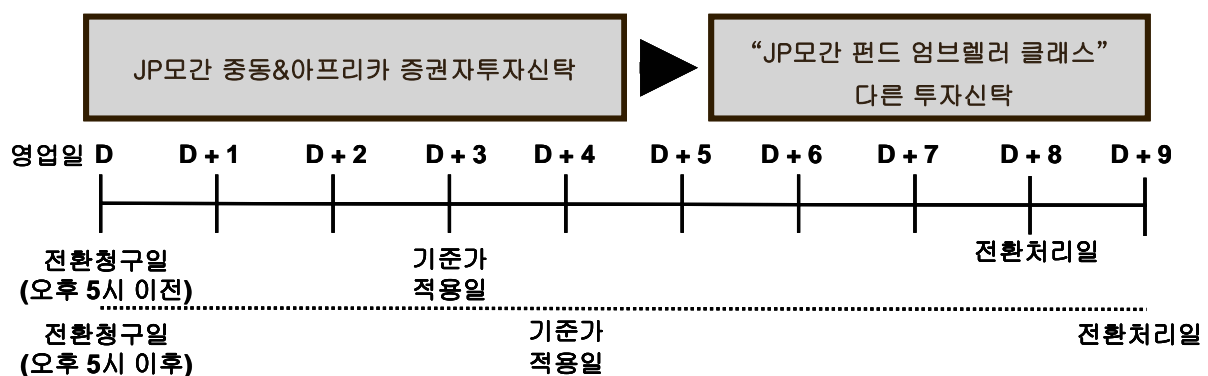 JP모간 중동&아프리카 증권자투자신탁
“JP모간 펀드 엄브렐러 클래스”
다른 투자신탁
영업일 D D + 1 D + 2 D + 3 D + 4 D + 5 D + 6 D + 7 D + 8 D + 9
전환청구일 기준가 전환처리일
(오후 5시 이전) 적용일
전환청구일 기준가 전환처리일
(오후 5시 이후) 적용일